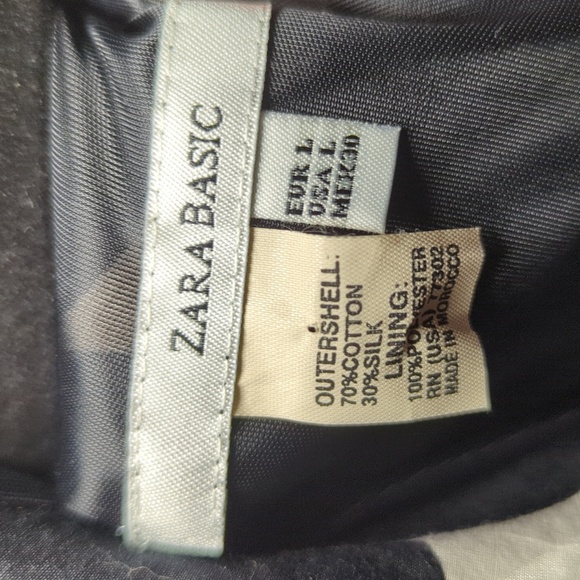 ZARA BASIC
EUR L
USA L
MEX 30
OUTERSHELL:
70%COTTON
30%SILK
LINING:
100%POLYESTER
RN (USA) 77302
MADE IN MOROCCO